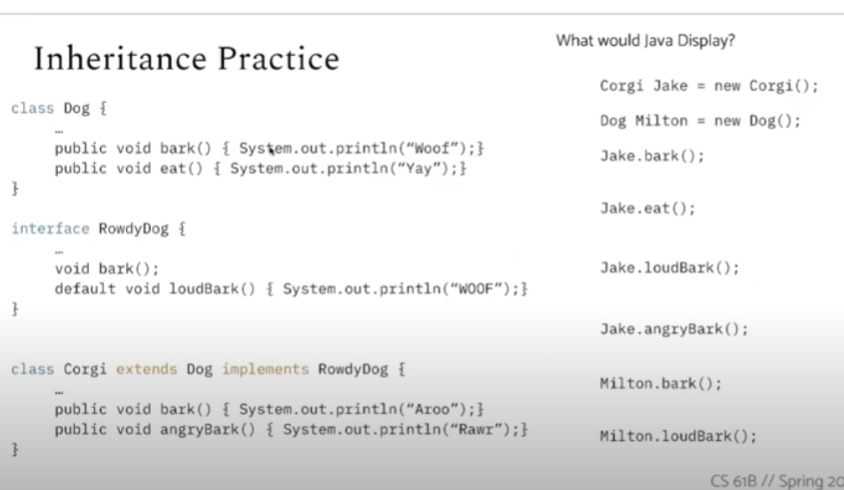 Inheritance Practice
class Dog {
…
public void bark() { System.out.println(“Woof”);}
public void eat() { System.out.println(“Yay”);}
}
interface RowdyDog {
…
void bark();
default void loudBark() { System.out.println(“WOOF”);}
}
class Corgi extends Dog implements RowdyDog {
…
public void bark() { System.out.println(“Aroo”);}
public void angryBark() { System.out.println(“Rawr”);}
}
What would Java Display?
Corgi Jake = new Corgi();
Dog Milton = new Dog();
Jake.bark();
Jake.eat();
Jake.loudBark();
Jake.angryBark();
Milton.bark();
Milton.loudBark();
CS 61B // Spring 20